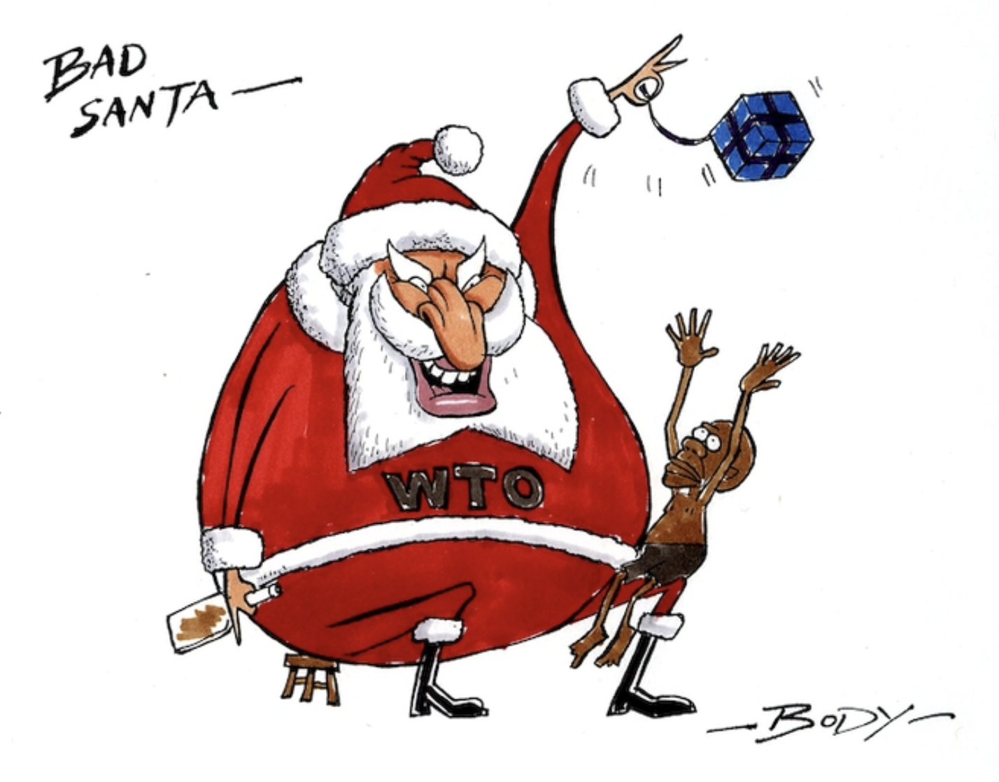 BAD
SANTA —
WTO
— BODY —